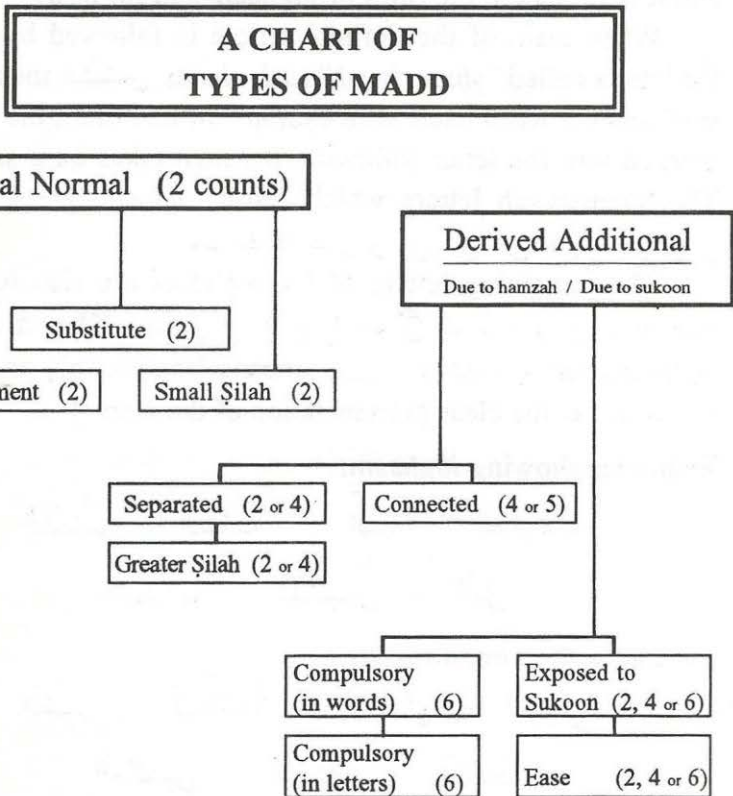 A CHART OF
TYPES OF MADD
al Normal (2 counts)
Derived Additional
Due to hamzah / Due to sukoon
Substitute (2)
ment (2)
Small Ṣilah (2)
Separated (2 or 4)
Connected (4 or 5)
Greater Ṣilah (2 or 4)
Compulsory
(in words) (6)
Exposed to
Sukoon (2, 4 or 6)
Compulsory
(in letters) (6)
Ease (2, 4 or 6)